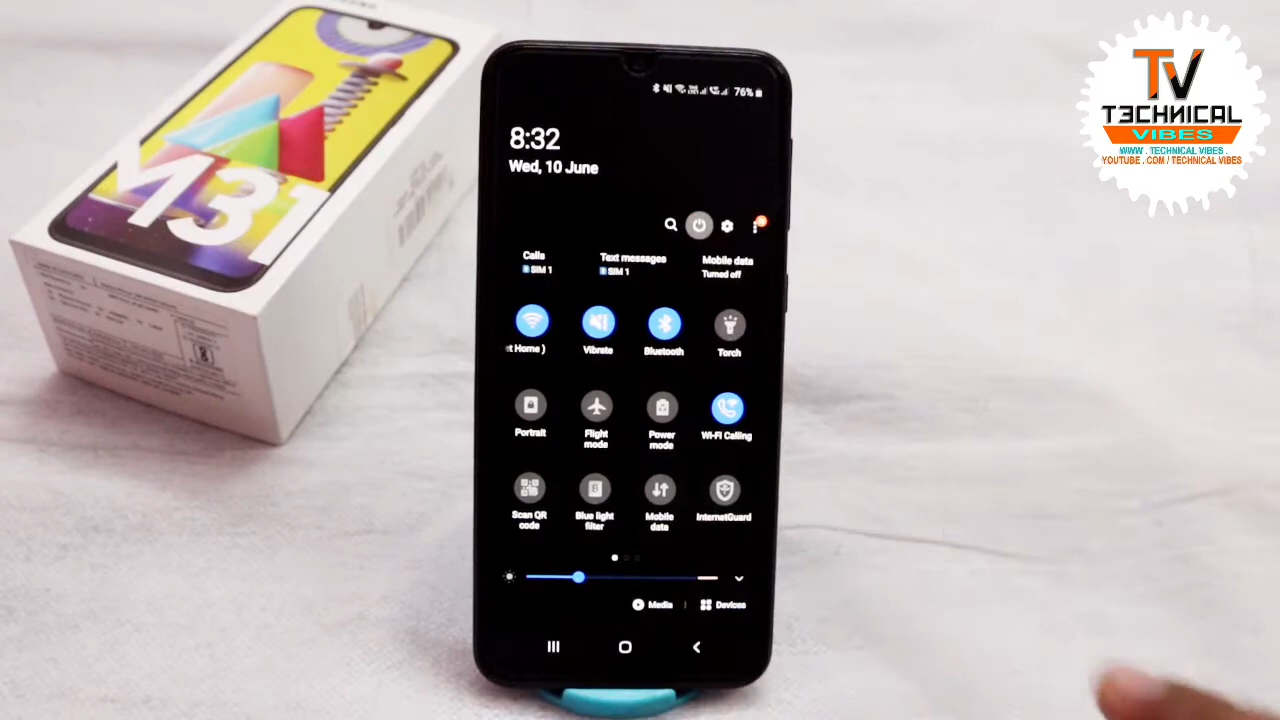 M31
TV
T3CHNICAL
VIBES
WWW . TECHNICAL VIBES .
YOUTUBE . COM / TECHNICAL VIBES
76%
8:32
Wed, 10 June
Calls
SIM 1
Text messages
SIM 1
Mobile data
Turned off
et Home )
Vibrate
Bluetooth
Torch
Portrait
Flight
mode
Power
mode
Wi-Fi Calling
Scan QR
code
Blue light
filter
Mobile
data
InternetGuard
Media
Devices